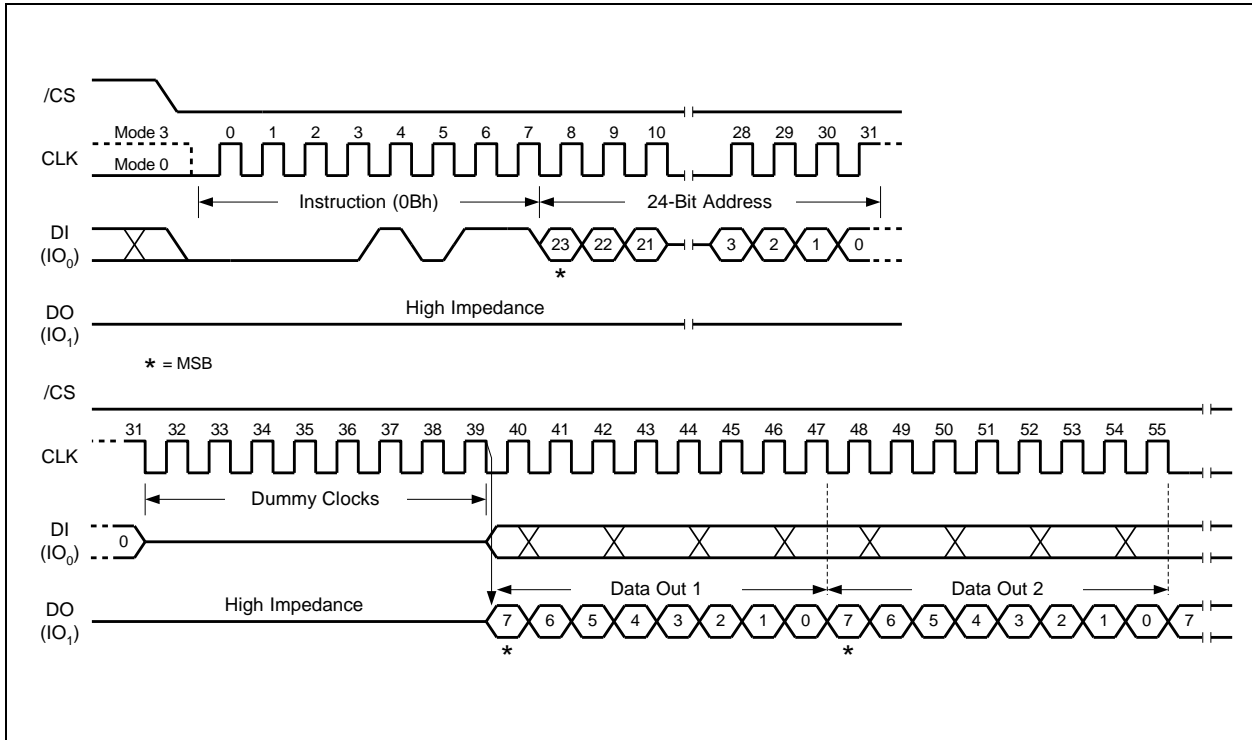 /CS
Mode 3 0 1 2 3 4 5 6 7 8 9 10 28 29 30 31
CLK
Mode 0
Instruction (0Bh) 24-Bit Address
DI
(IO0) 23 22 21 3 2 1 0
*
High Impedance
DO
(IO1)
* = MSB
/CS
31 32 33 34 35 36 37 38 39 40 41 42 43 44 45 46 47 48 49 50 51 52 53 54 55
CLK
Dummy Clocks
DI
(IO0) 0
Data Out 1 Data Out 2
High Impedance
DO
(IO1) 7 6 5 4 3 2 1 0 7 6 5 4 3 2 1 0 7
* *